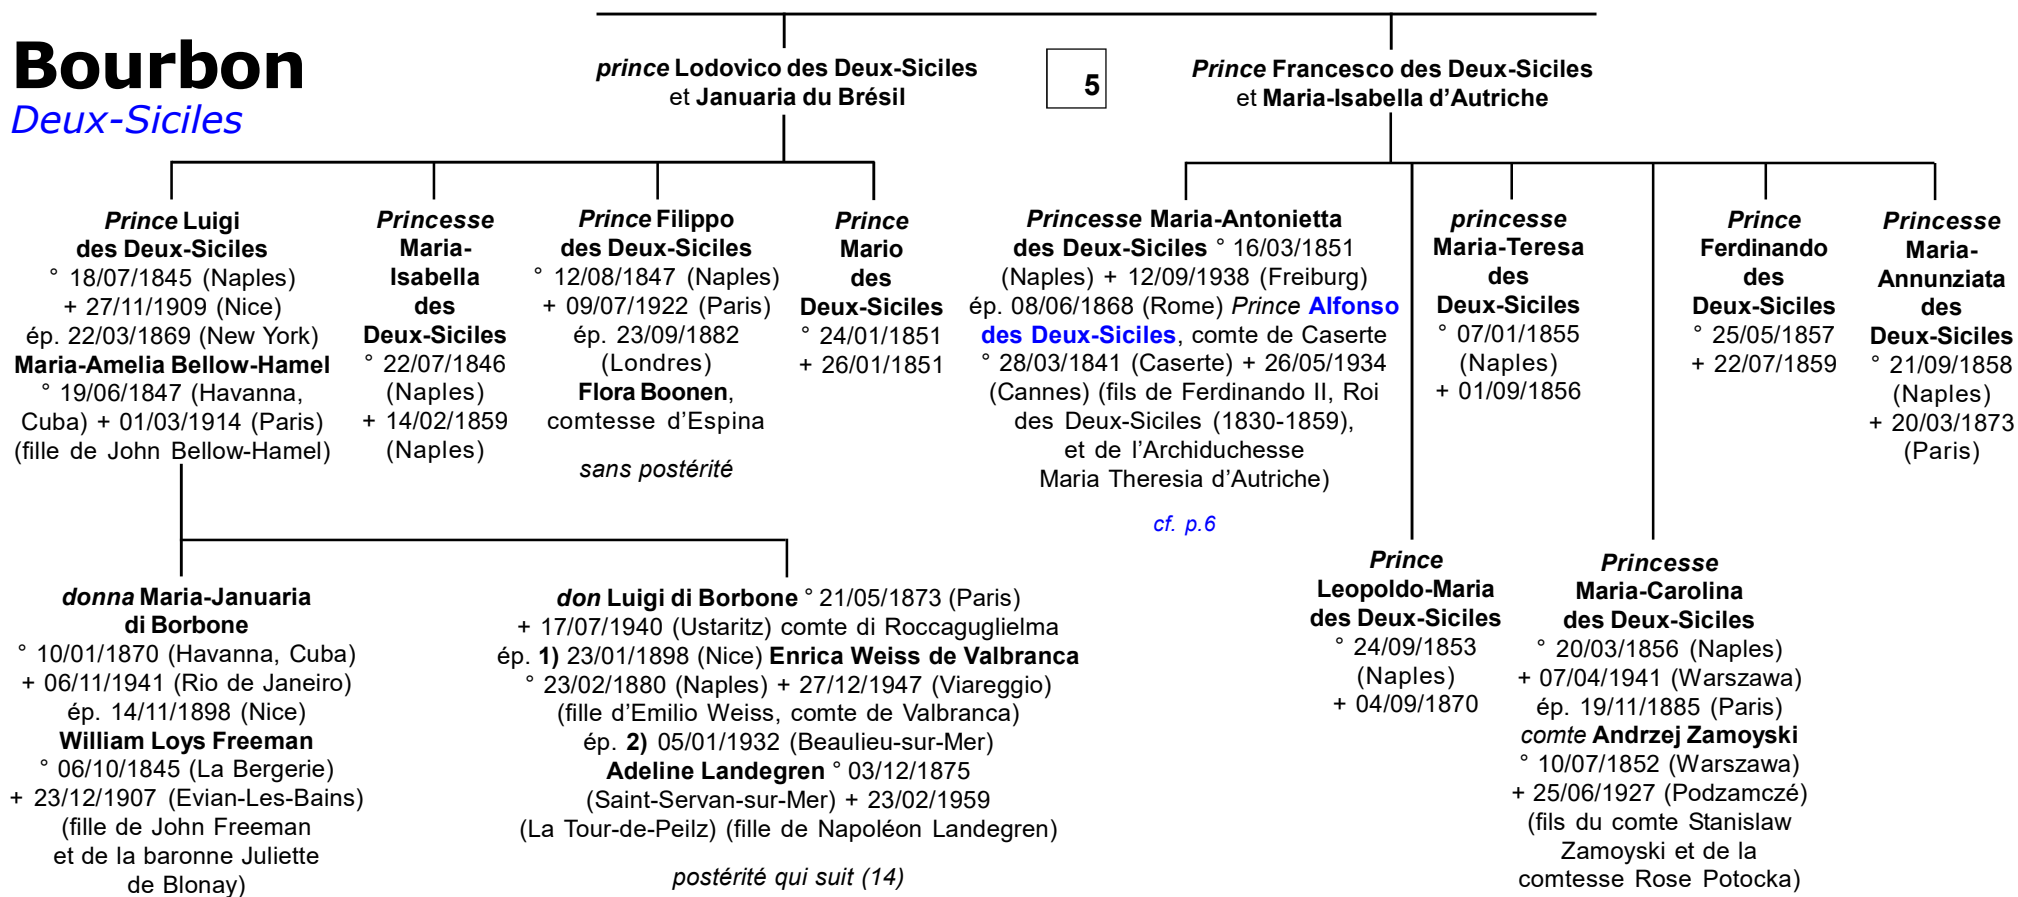 Bourbon
Deux-Siciles
prince Lodovico des Deux-Siciles
et Januaria du Brésil
5
Prince Francesco des Deux-Siciles
et Maria-Isabella d'Autriche
Prince Luigi
des Deux-Siciles
° 18/07/1845 (Naples)
+ 27/11/1909 (Nice)
ép. 22/03/1869 (New York)
Maria-Amelia Bellow-Hamel
° 19/06/1847 (Havanna,
Cuba) + 01/03/1914 (Paris)
(fille de John Bellow-Hamel)
Princesse
Maria-
Isabella
des
Deux-Siciles
° 22/07/1846
(Naples)
+ 14/02/1859
(Naples)
Prince Filippo
des Deux-Siciles
° 12/08/1847 (Naples)
+ 09/07/1922 (Paris)
ép. 23/09/1882
(Londres)
Flora Boonen,
comtesse d'Espina
sans postérité
Prince
Mario
des
Deux-Siciles
° 24/01/1851
+ 26/01/1851
Princesse Maria-Antonietta
des Deux-Siciles ° 16/03/1851
(Naples) + 12/09/1938 (Freiburg)
ép. 08/06/1868 (Rome) Prince Alfonso
des Deux-Siciles, comte de Caserte
° 28/03/1841 (Caserte) + 26/05/1934
(Cannes) (fils de Ferdinando II, Roi
des Deux-Siciles (1830-1859),
et de l'Archiduchesse
Maria Theresia d'Autriche)
cf. p.6
princesse
Maria-Teresa
des
Deux-Siciles
° 07/01/1855
(Naples)
+ 01/09/1856
Prince
Ferdinando
des
Deux-Siciles
° 25/05/1857
+ 22/07/1859
Princesse
Maria-
Annunziata
des
Deux-Siciles
° 21/09/1858
(Naples)
+ 20/03/1873
(Paris)
donna Maria-Januaria
di Borbone
° 10/01/1870 (Havanna, Cuba)
+ 06/11/1941 (Rio de Janeiro)
ép. 14/11/1898 (Nice)
William Loys Freeman
° 06/10/1845 (La Bergerie)
+ 23/12/1907 (Evian-Les-Bains)
(fille de John Freeman
et de la baronne Juliette
de Blonay)
don Luigi di Borbone ° 21/05/1873 (Paris)
+ 17/07/1940 (Ustaritz) comte di Roccaguglielma
ép. 1) 23/01/1898 (Nice) Enrica Weiss de Valbranca
° 23/02/1880 (Naples) + 27/12/1947 (Viareggio)
(fille d'Emilio Weiss, comte de Valbranca)
ép. 2) 05/01/1932 (Beaulieu-sur-Mer)
Adeline Landegren ° 03/12/1875
(Saint-Servan-sur-Mer) + 23/02/1959
(La Tour-de-Peilz) (fille de Napoléon Landegren)
postérité qui suit (14)
Prince
Leopoldo-Maria
des Deux-Siciles
° 24/09/1853
(Naples)
+ 04/09/1870
Princesse
Maria-Carolina
des Deux-Siciles
° 20/03/1856 (Naples)
+ 07/04/1941 (Warszawa)
ép. 19/11/1885 (Paris)
comte Andrzej Zamoyski
° 10/07/1852 (Warszawa)
+ 25/06/1927 (Podzamczé)
(fils du comte Stanislaw
Zamoyski et de la
comtesse Rose Potocka)